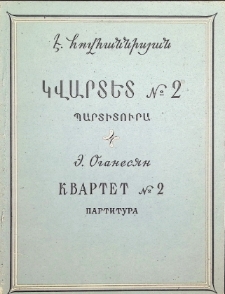 Է. Հովհաննիսյան
ԿՎԱՐՏԵՏ № 2
ՊԱՐՏԻՏՈՒՐԱ
Э. Оганесян
КВАРТЕТ № 2
ПАРТИТУРА